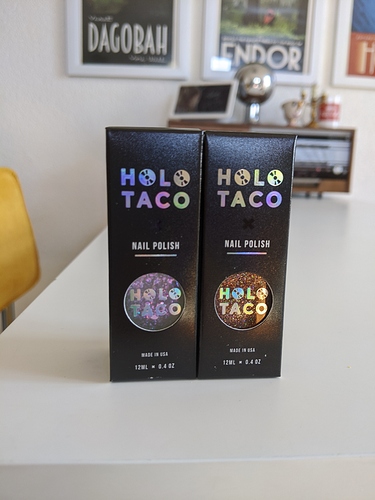 DAGOBAH
ENDOR
HOLO
TACO
NAIL POLISH
HOLO
TACO
MADE IN USA
12ML × 0.4 OZ
HOLO
TACO
NAIL POLISH
HOLO
TACO
MADE IN USA
12ML × 0.4 OZ